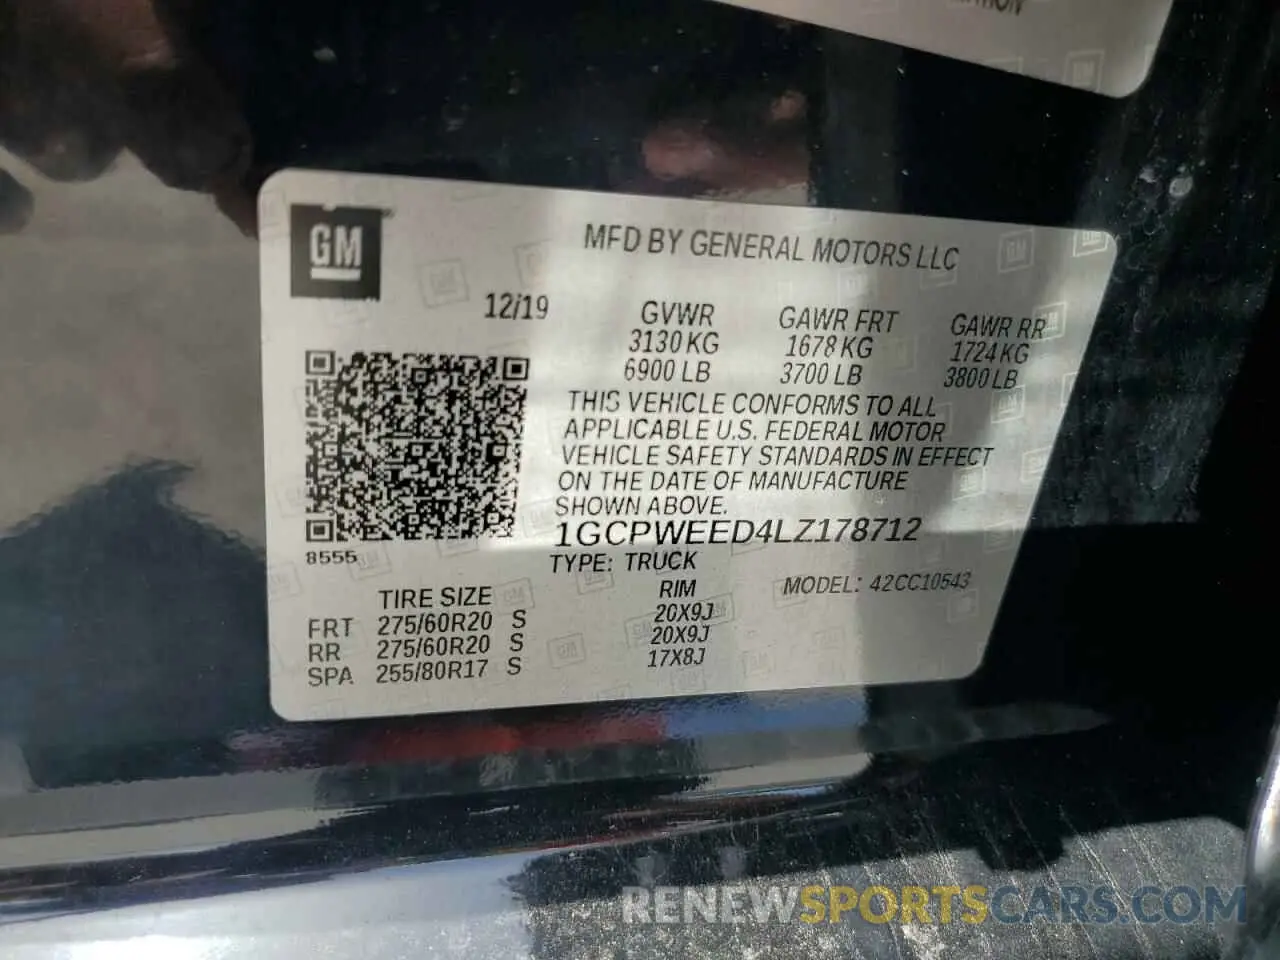 GM
MFD BY GENERAL MOTORS LLC
12/19
GVWR GAWR FRT GAWR RR
3130 KG 1678 KG 1724 KG
6900 LB 3700 LB 3800 LB
THIS VEHICLE CONFORMS TO ALL
APPLICABLE U.S. FEDERAL MOTOR
VEHICLE SAFETY STANDARDS IN EFFECT
ON THE DATE OF MANUFACTURE
SHOWN ABOVE.
1GCPWEED4LZ178712
8555
TYPE: TRUCK
MODEL: 42CC10543
TIRE SIZE RIM
FRT 275/60R20 S 20X9J
RR 275/60R20 S 20X9J
SPA 255/80R17 S 17X8J
RENEWSPORTSCARS.COM